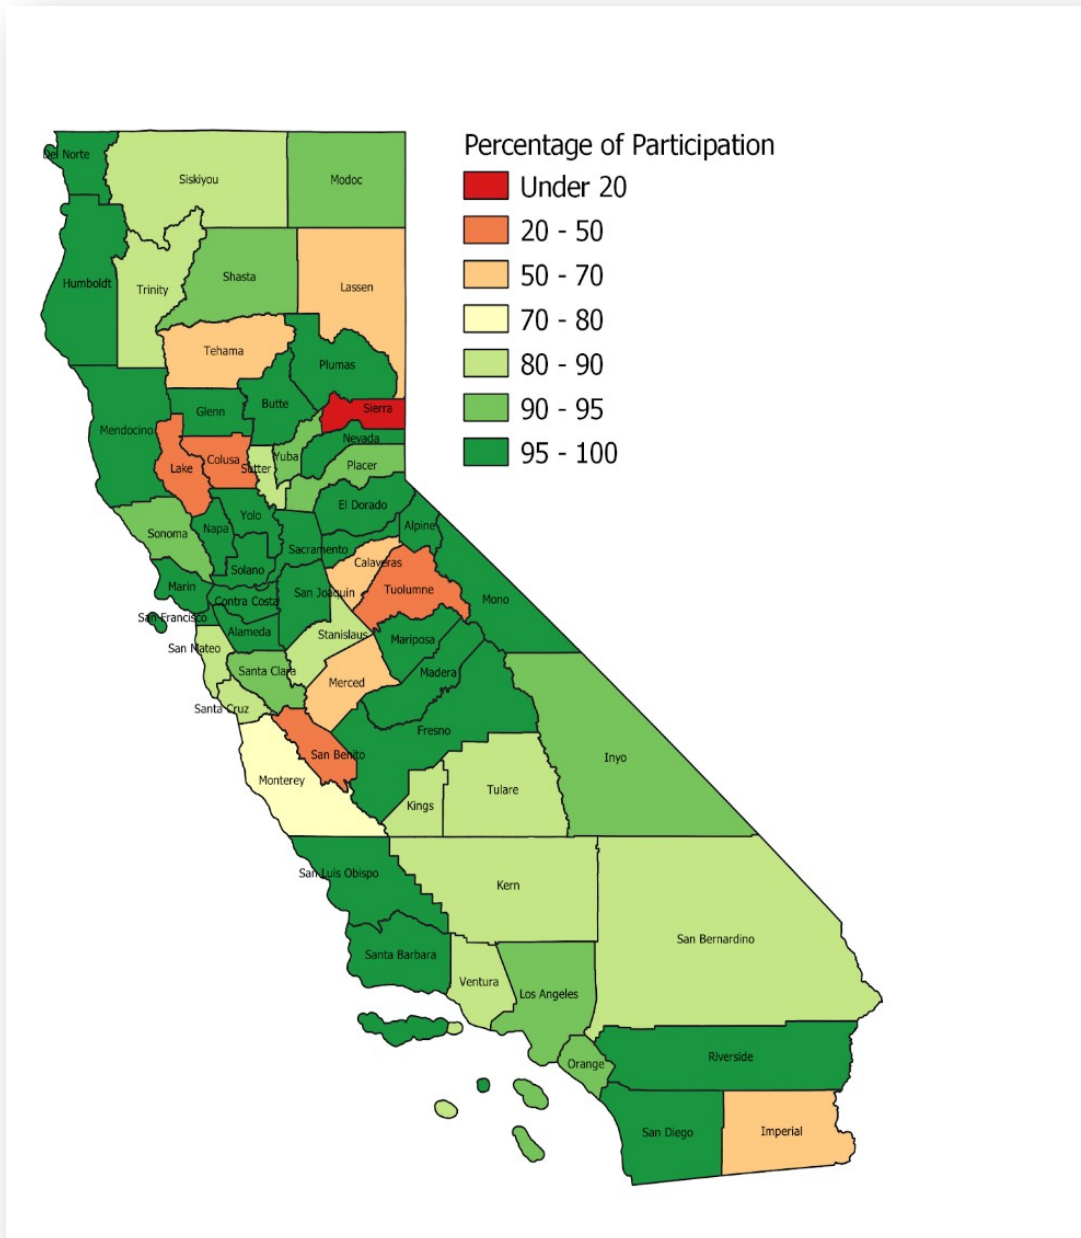 Percentage of Participation
Under 20
20 - 50
50 - 70
70 - 80
80 - 90
90 - 95
95 - 100
Del Norte
Siskiyou
Modoc
Humboldt
Trinity
Shasta
Lassen
Tehama
Plumas
Glenn
Butte
Sierra
Mendocino
Nevada
Lake
Colusa
Sutter
Yuba
Placer
El Dorado
Yolo
Napa
Sonoma
Alpine
Sacramento
Solano
Calaveras
Marin
Contra Costa
San Joaquin
Tuolumne
Mono
San Francisco
Alameda
Stanislaus
Mariposa
San Mateo
Santa Clara
Madera
Merced
Santa Cruz
Fresno
San Benito
Inyo
Monterey
Kings
Tulare
San Luis Obispo
Kern
San Bernardino
Santa Barbara
Ventura
Los Angeles
Orange
Riverside
San Diego
Imperial